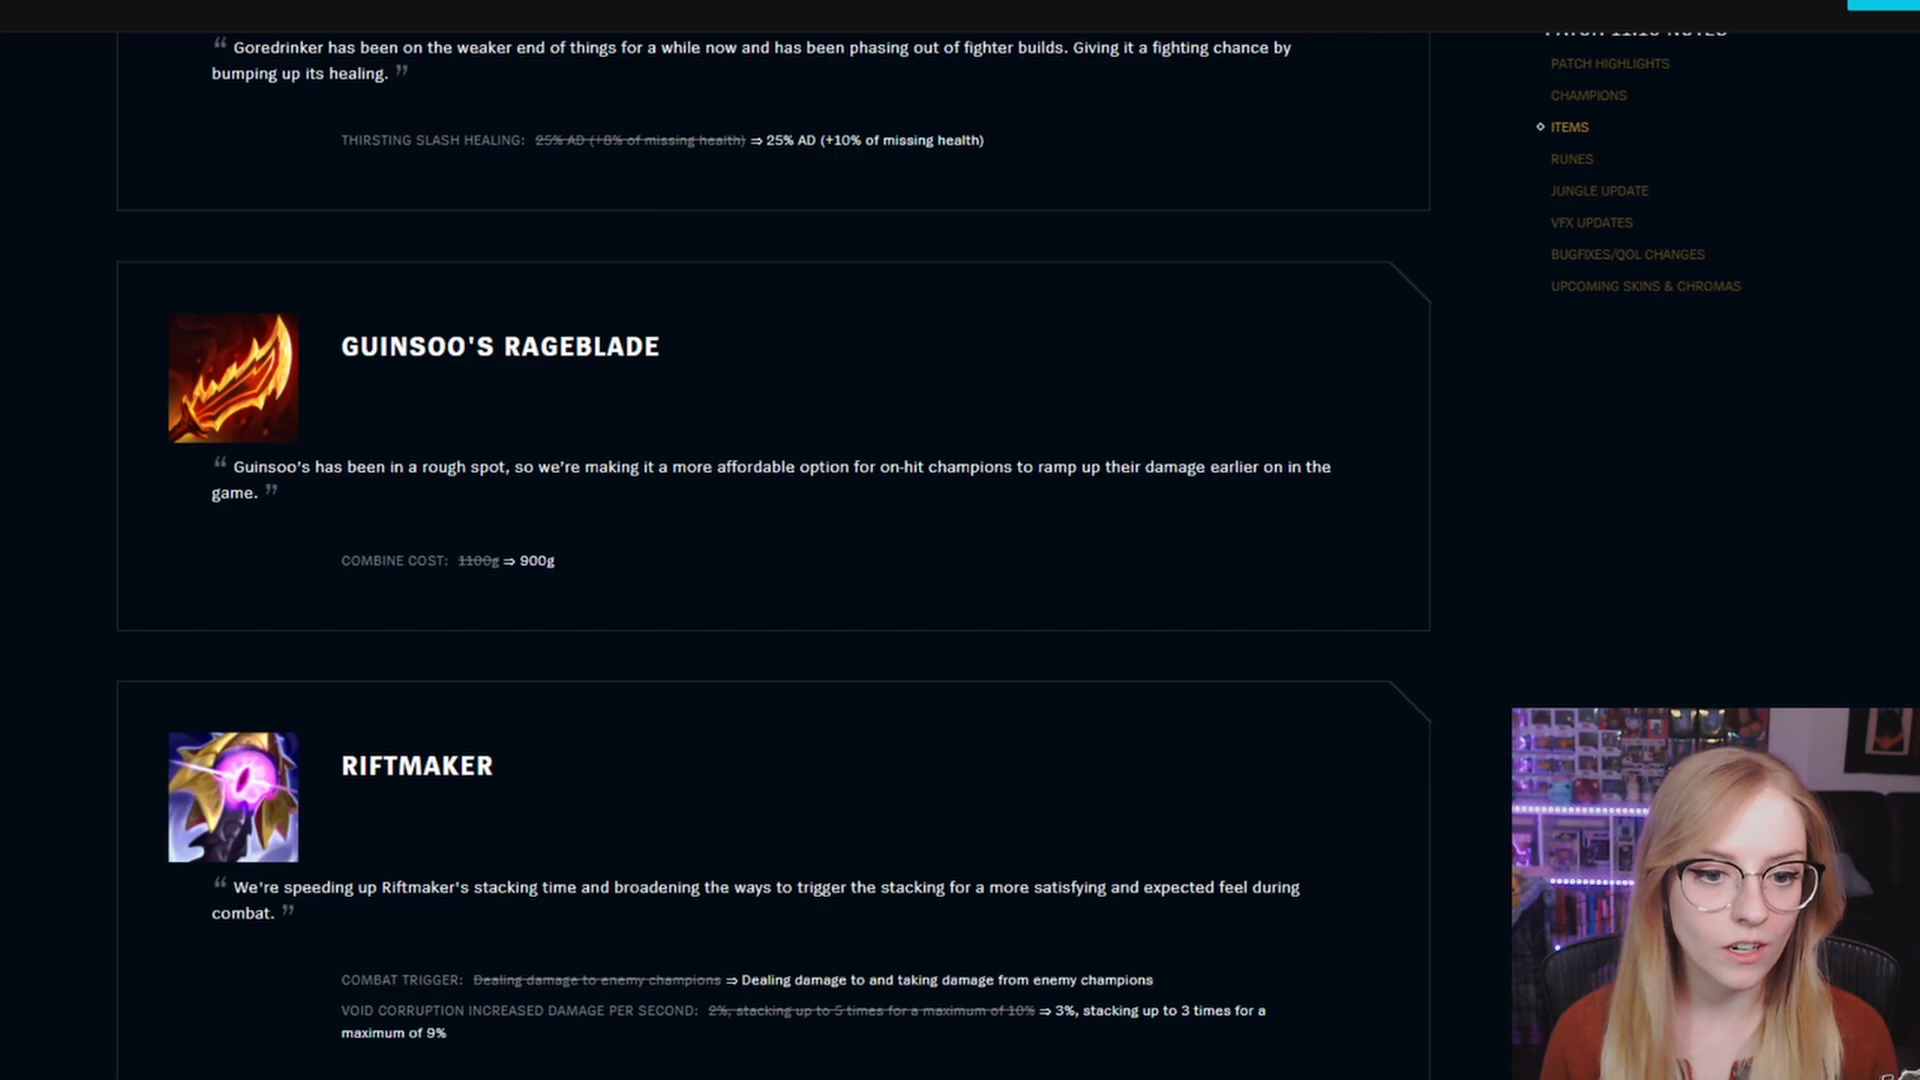 “ Goredrinker has been on the weaker end of things for a while now and has been phasing out of fighter builds. Giving it a fighting chance by
bumping up its healing. ”
THIRSTING SLASH HEALING: 25% AD (+8% of missing health) ⇒ 25% AD (+10% of missing health)
GUINSOO'S RAGEBLADE
“ Guinsoo's has been in a rough spot, so we're making it a more affordable option for on-hit champions to ramp up their damage earlier on in the
game. ”
COMBINE COST: 1100g ⇒ 900g
RIFTMAKER
“ We're speeding up Riftmaker's stacking time and broadening the ways to trigger the stacking for a more satisfying and expected feel during
combat. ”
COMBAT TRIGGER: Dealing damage to enemy champions ⇒ Dealing damage to and taking damage from enemy champions
VOID CORRUPTION INCREASED DAMAGE PER SECOND: 2%, stacking up to 5 times for a maximum of 10% ⇒ 3%, stacking up to 3 times for a
maximum of 9%
PATCH HIGHLIGHTS
CHAMPIONS
ITEMS
RUNES
JUNGLE UPDATE
VFX UPDATES
BUGFIXES/QOL CHANGES
UPCOMING SKINS & CHROMAS